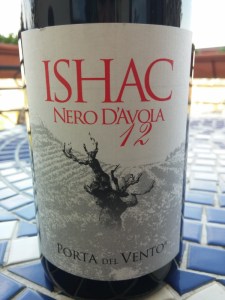 ISHAC
NERO D'AVOLA
12
PORTA DEL VENTO